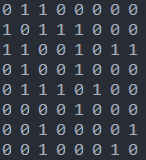 0 1 1 0 0 0 0 0
1 0 1 1 1 0 0 0
1 1 0 0 1 0 1 1
0 1 0 0 1 0 0 0
0 1 1 1 0 1 0 0
0 0 0 0 1 0 0 0
0 0 1 0 0 0 0 1
0 0 1 0 0 0 1 0